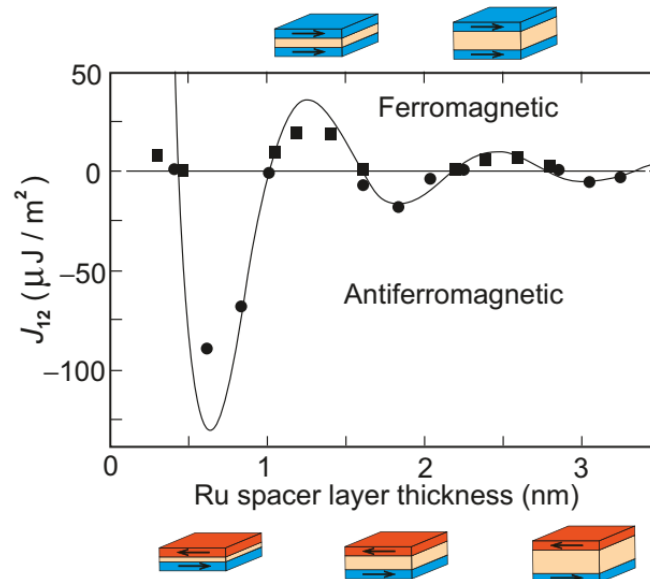 50
Ferromagnetic
0
−50
Antiferromagnetic
−100
J12 (μJ / m2)
0 1 2 3
Ru spacer layer thickness (nm)